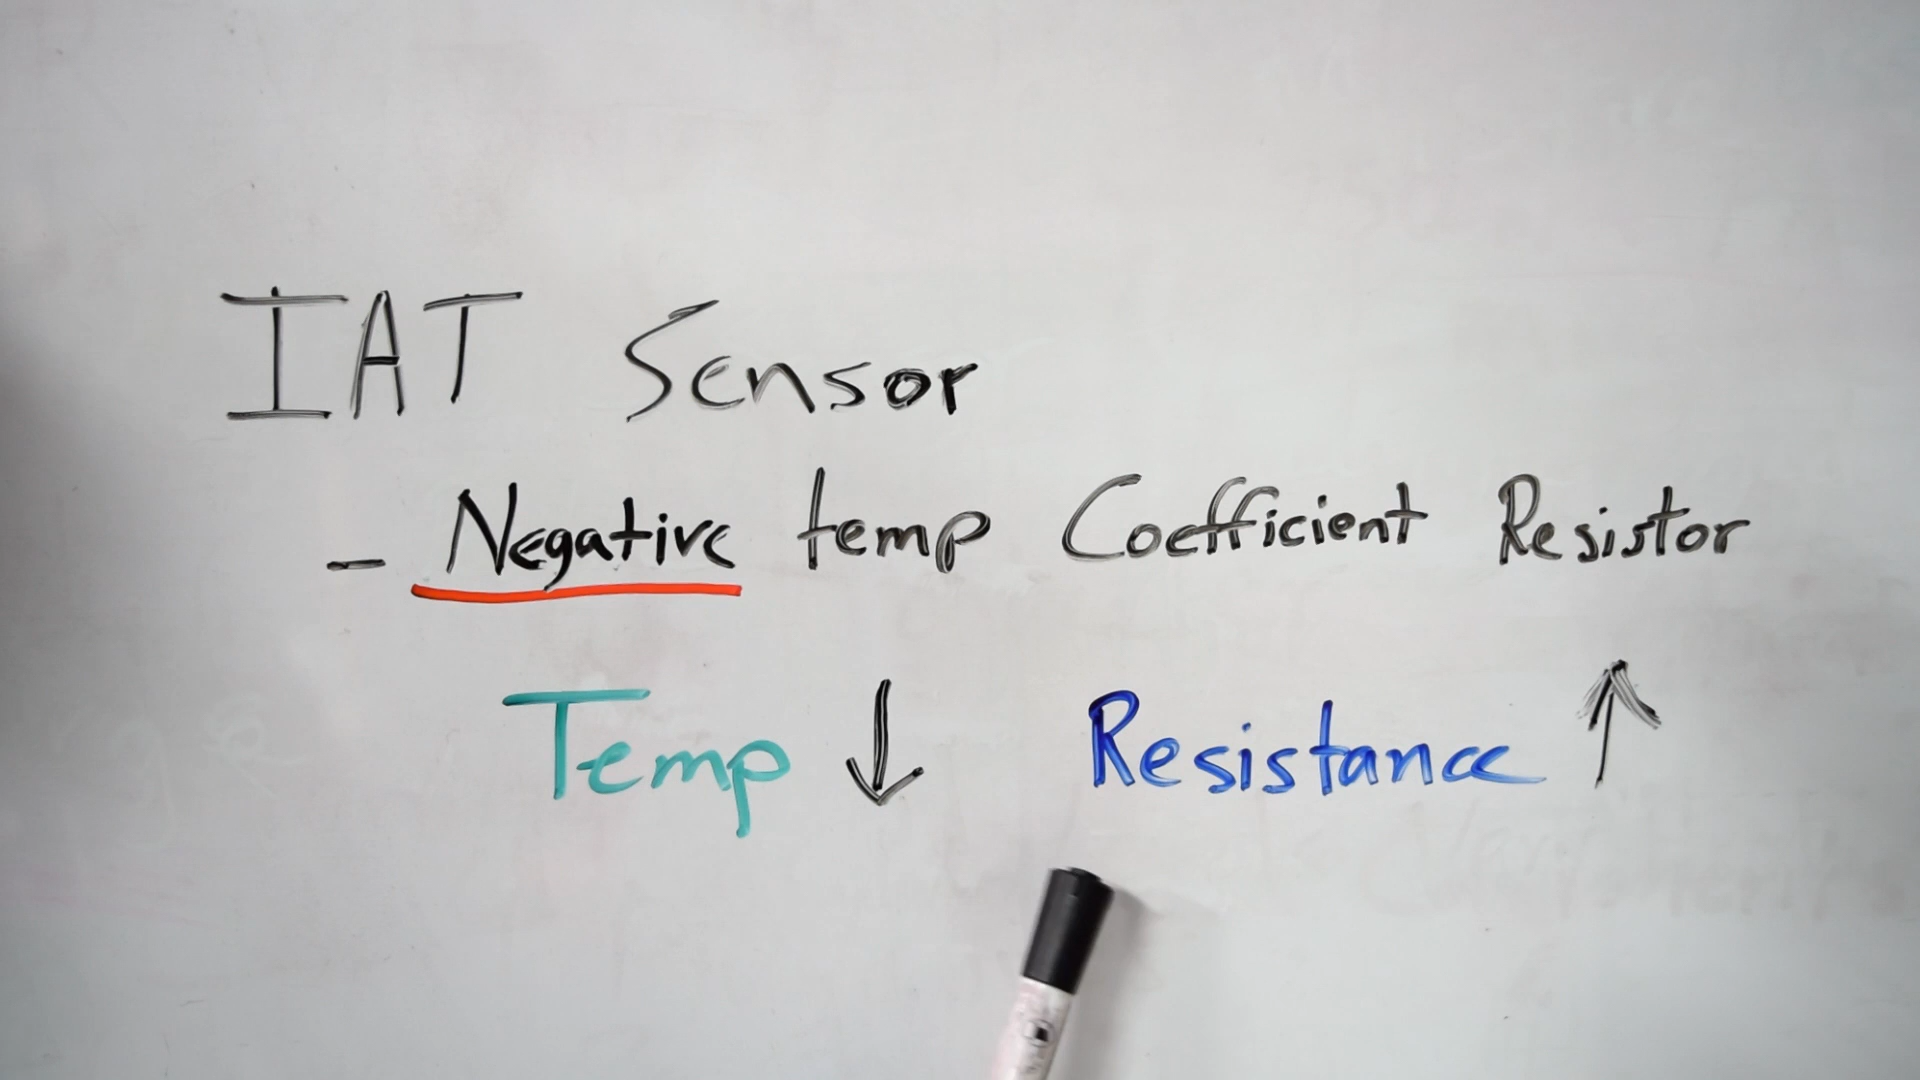 IAT Sensor
- Negative temp Coefficient Resistor
Temp ↓ Resistance ↑